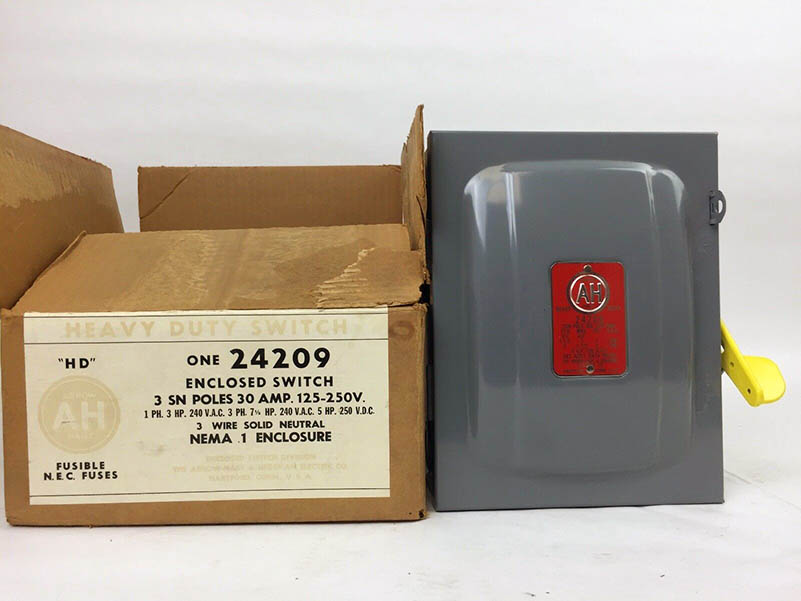 HEAVY DUTY SWITCH
"HD"
ONE 24209
ENCLOSED SWITCH
3 SN POLES 30 AMP. 125-250V.
1 PH. 3 HP. 240 V.A.C. 3 PH. 7½ HP. 240 V.A.C. 5 HP. 250 V.D.C.
3 WIRE SOLID NEUTRAL
NEMA 1 ENCLOSURE
AH
HART
FUSIBLE
N.E.C. FUSES
ENCLOSED SWITCH DIVISION
THE ARROW-HART & HEGEMAN ELECTRIC CO.
HARTFORD, CONN., U. S. A.
AH